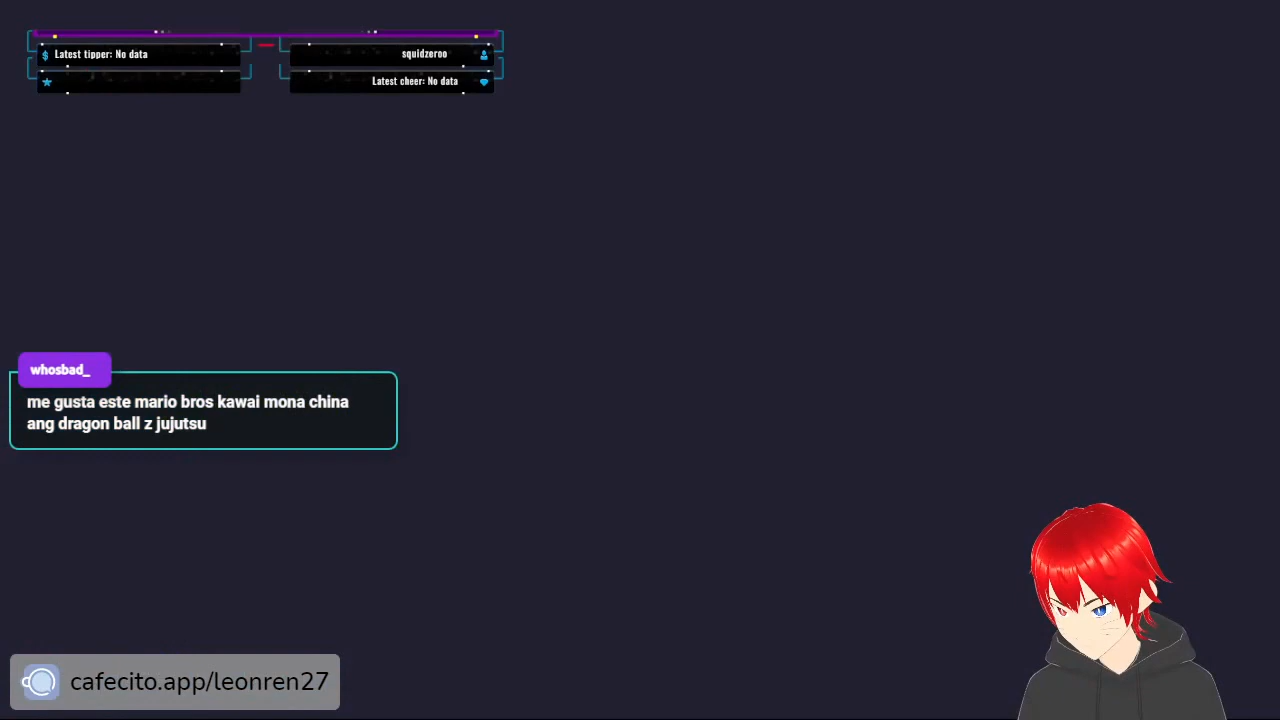 Latest tipper: No data
squidzeroo
Latest cheer: No data
whosbad_
me gusta este mario bros kawai mona china
ang dragon ball z jujutsu
cafecito.app/leonren27